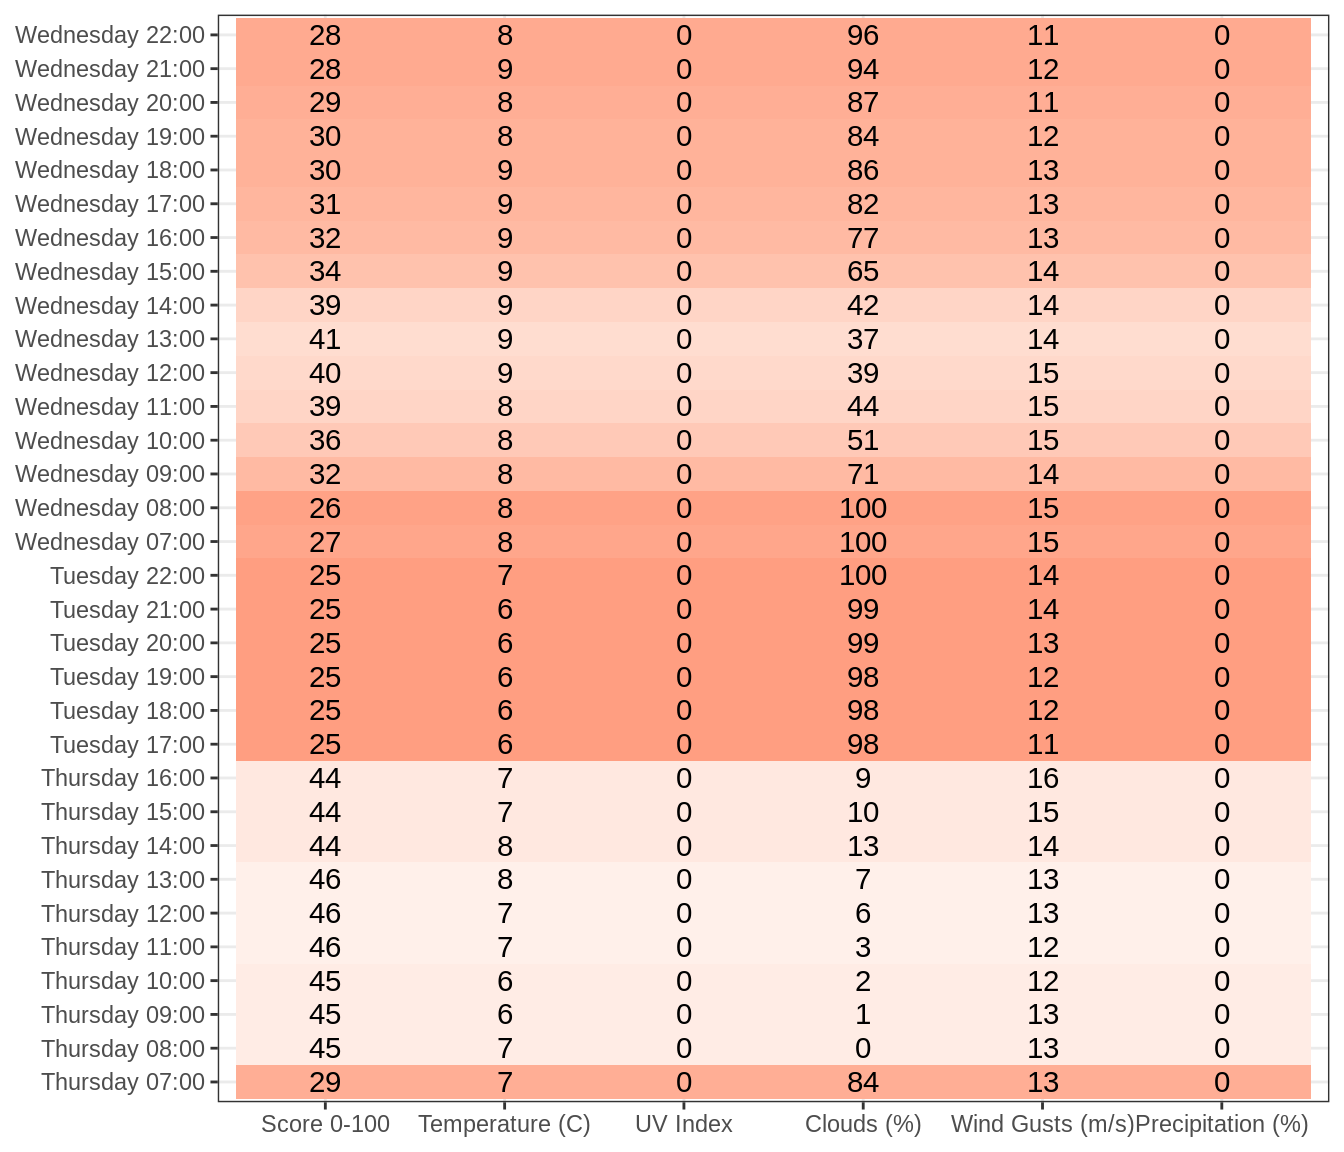 Wednesday 22:00 28 8 0 96 11 0
Wednesday 21:00 28 9 0 94 12 0
Wednesday 20:00 29 8 0 87 11 0
Wednesday 19:00 30 8 0 84 12 0
Wednesday 18:00 30 9 0 86 13 0
Wednesday 17:00 31 9 0 82 13 0
Wednesday 16:00 32 9 0 77 13 0
Wednesday 15:00 34 9 0 65 14 0
Wednesday 14:00 39 9 0 42 14 0
Wednesday 13:00 41 9 0 37 14 0
Wednesday 12:00 40 9 0 39 15 0
Wednesday 11:00 39 8 0 44 15 0
Wednesday 10:00 36 8 0 51 15 0
Wednesday 09:00 32 8 0 71 14 0
Wednesday 08:00 26 8 0 100 15 0
Wednesday 07:00 27 8 0 100 15 0
Tuesday 22:00 25 7 0 100 14 0
Tuesday 21:00 25 6 0 99 14 0
Tuesday 20:00 25 6 0 99 13 0
Tuesday 19:00 25 6 0 98 12 0
Tuesday 18:00 25 6 0 98 12 0
Tuesday 17:00 25 6 0 98 11 0
Thursday 16:00 44 7 0 9 16 0
Thursday 15:00 44 7 0 10 15 0
Thursday 14:00 44 8 0 13 14 0
Thursday 13:00 46 8 0 7 13 0
Thursday 12:00 46 7 0 6 13 0
Thursday 11:00 46 7 0 3 12 0
Thursday 10:00 45 6 0 2 12 0
Thursday 09:00 45 6 0 1 13 0
Thursday 08:00 45 7 0 0 13 0
Thursday 07:00 29 7 0 84 13 0
Score 0-100 Temperature (C) UV Index Clouds (%) Wind Gusts (m/s) Precipitation (%)